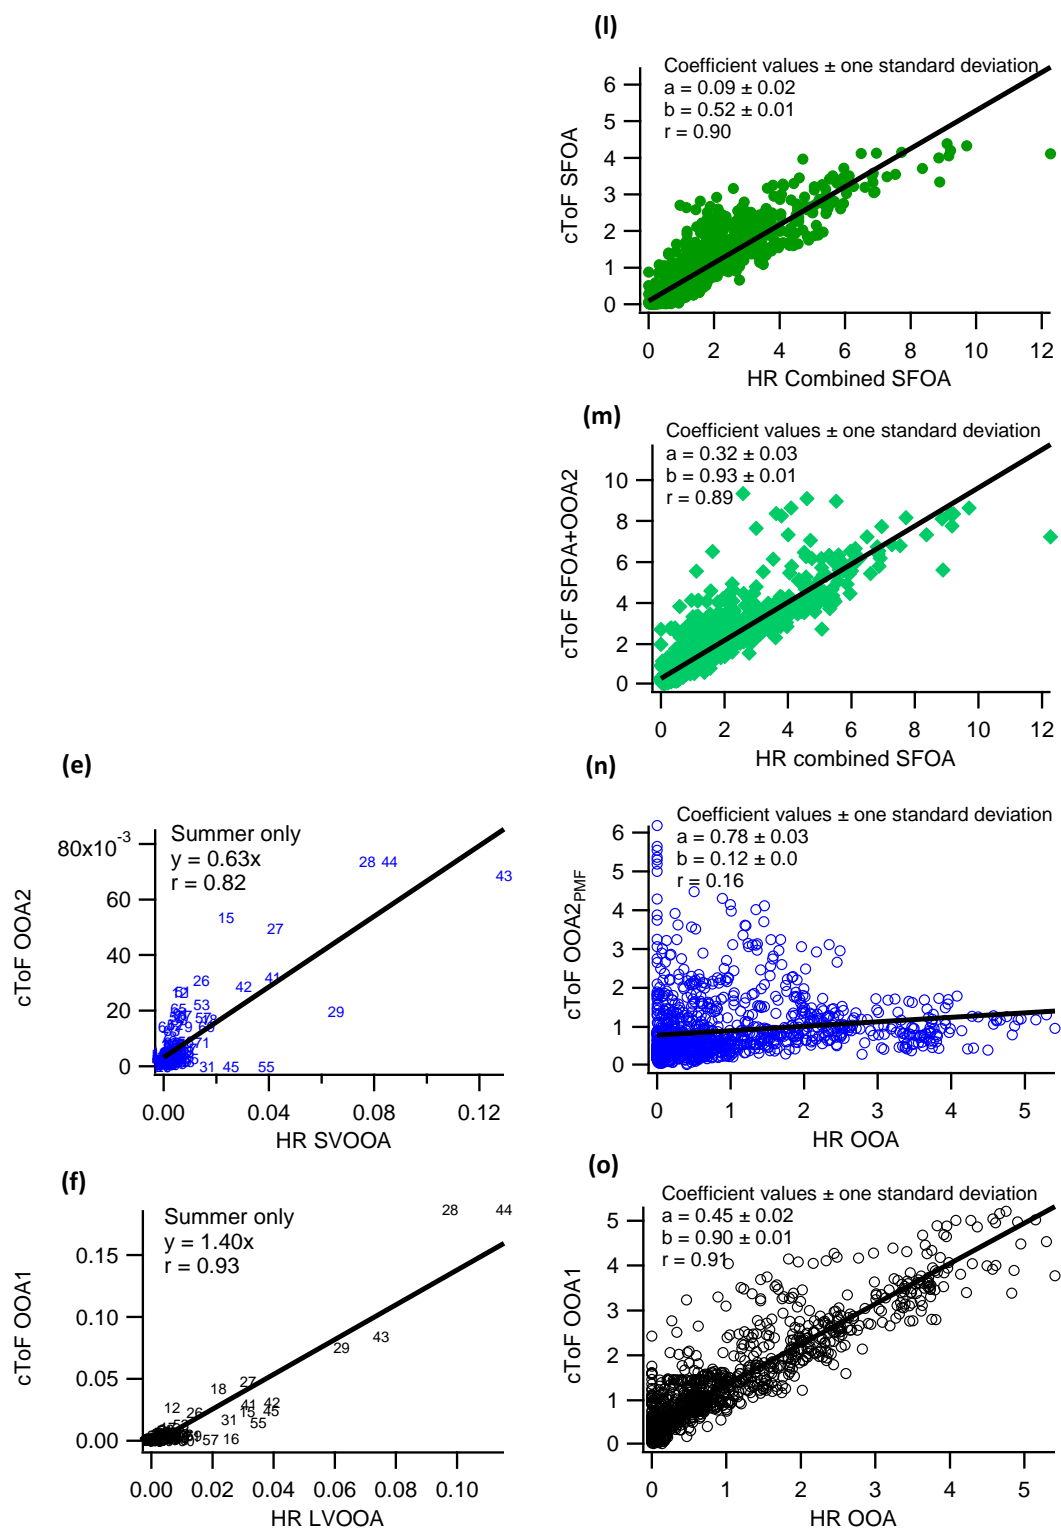 (l)
Coefficient values ± one standard deviation
a = 0.09 ± 0.02
b = 0.52 ± 0.01
r = 0.90
cToF SFOA
6
5
4
3
2
1
0
0 2 4 6 8 10 12
HR Combined SFOA
(m)
Coefficient values ± one standard deviation
a = 0.32 ± 0.03
b = 0.93 ± 0.01
r = 0.89
cToF SFOA+OOA2
10
8
6
4
2
0
0 2 4 6 8 10 12
HR combined SFOA
(e)
Summer only
y = 0.63x
r = 0.82
cToF OOA2
80x10⁻³
60
40
20
0
28 44
43
15
27
26
41
42
53
29
31 45 55
0.00 0.04 0.08 0.12
HR SVOOA
(n)
Coefficient values ± one standard deviation
a = 0.78 ± 0.03
b = 0.12 ± 0.0
r = 0.16
cToF OOA2PMF
6
5
4
3
2
1
0
0 1 2 3 4 5
HR OOA
(f)
Summer only
y = 1.40x
r = 0.93
cToF OOA1
0.15
0.10
0.05
0.00
28 44
43
29
18 27
12
26
41 42
15 45
31 55
57 16
0.00 0.02 0.04 0.06 0.08 0.10
HR LVOOA
(o)
Coefficient values ± one standard deviation
a = 0.45 ± 0.02
b = 0.90 ± 0.01
r = 0.91
cToF OOA1
5
4
3
2
1
0
0 1 2 3 4 5
HR OOA